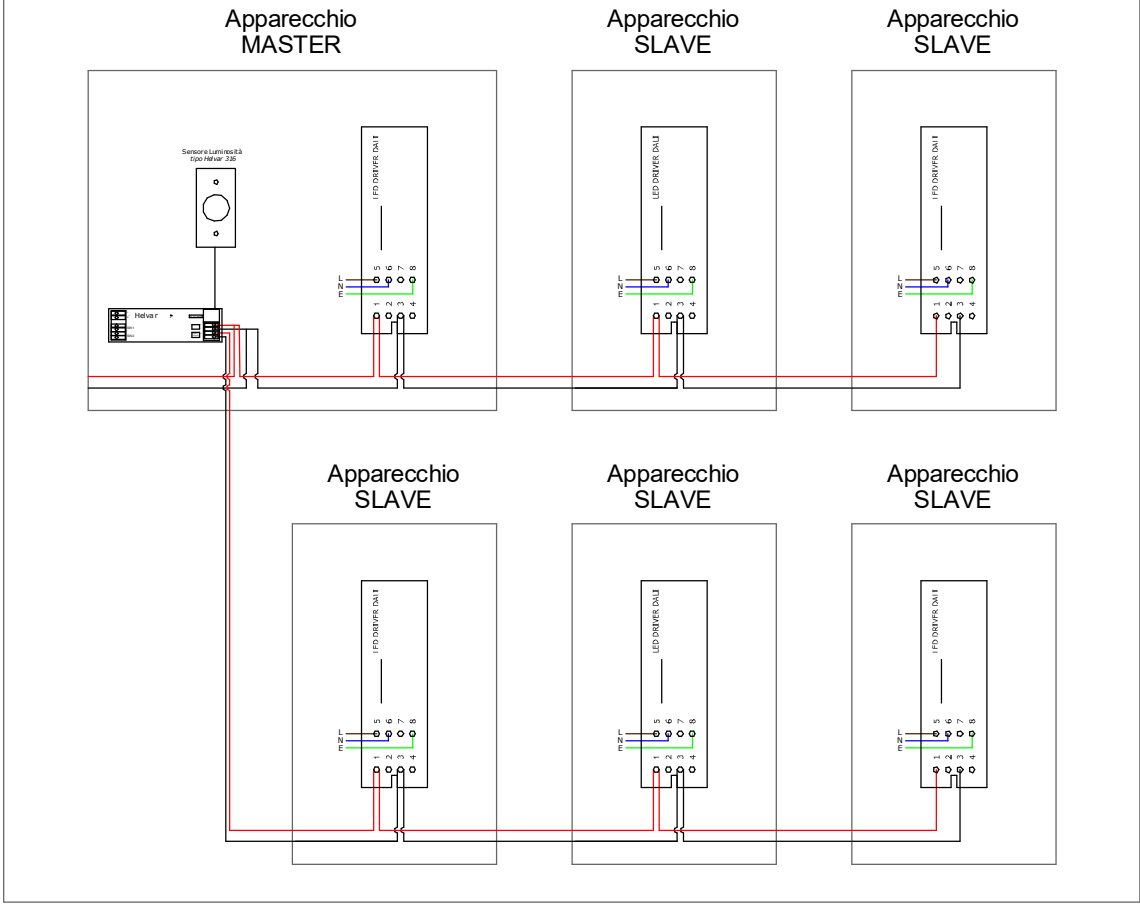 Apparecchio
MASTER
Apparecchio
SLAVE
Apparecchio
SLAVE
Sensore Luminosità
tipo Helvar 316
LED DRIVER DALI
5 6 7 8
L
N
E
1 2 3 4
LED DRIVER DALI
5 6 7 8
L
N
E
1 2 3 4
LED DRIVER DALI
5 6 7 8
L
N
E
1 2 3 4
Helvar
Apparecchio
SLAVE
Apparecchio
SLAVE
Apparecchio
SLAVE
LED DRIVER DALI
5 6 7 8
L
N
E
1 2 3 4
LED DRIVER DALI
5 6 7 8
L
N
E
1 2 3 4
LED DRIVER DALI
5 6 7 8
L
N
E
1 2 3 4